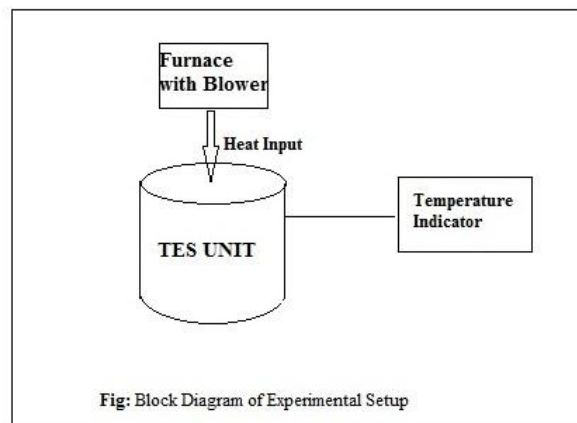 Furnace
with Blower
Heat Input
TES UNIT
Temperature
Indicator
Fig: Block Diagram of Experimental Setup